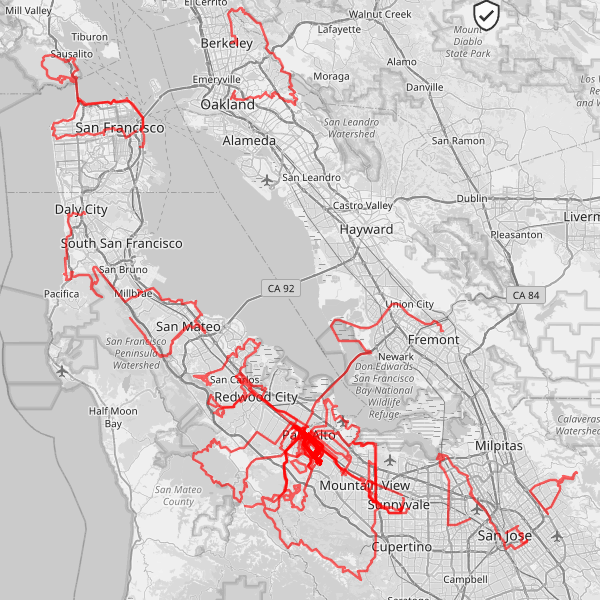 El Cerrito
Mill Valley
Walnut Creek
Tiburon
Lafayette
Berkeley
Mount
Diablo
State Park
Sausalito
Alamo
Moraga
Emeryville
Danville
Oakland
San Francisco
San Leandro
Watershed
Alameda
San Ramon
San Leandro
Dublin
Castro Valley
Daly City
Liverm
Hayward
Pleasanton
South San Francisco
San Bruno
CA 92
CA 84
Pacifica
Millbrae
Union City
San Mateo
Fremont
San Francisco
Peninsula
Watershed
Newark
Don Edwards
San Francisco
Bay National
Wildlife
Refuge
San Carlos
Redwood City
Half Moon
Bay
Calaveras
Watershed
Palo Alto
Milpitas
San Mateo
County
Mountain View
Sunnyvale
San Jose
Cupertino
Campbell
Saratoga